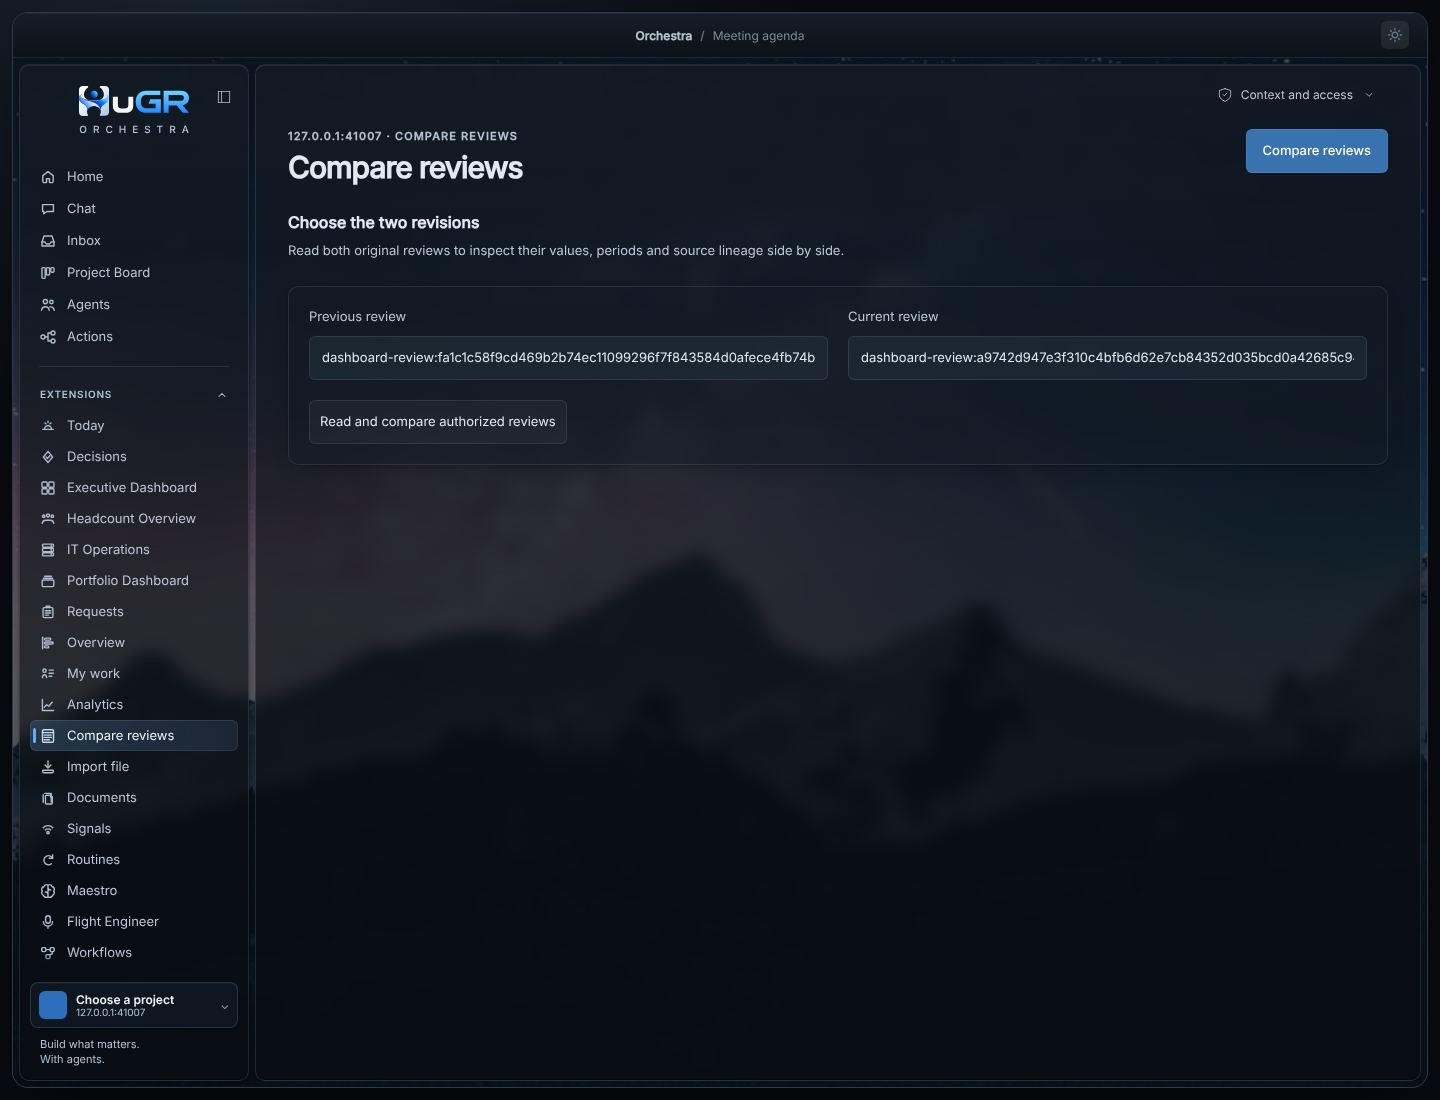 Orchestra / Meeting agenda
HuGR
ORCHESTRA
Context and access
127.0.0.1:41007 · COMPARE REVIEWS
Compare reviews
Compare reviews
Choose the two revisions
Read both original reviews to inspect their values, periods and source lineage side by side.
Previous review
Current review
dashboard-review:fa1c1c58f9cd469b2b74ec11099296f7f843584d0afece4fb74b
dashboard-review:a9742d947e3f310c4bfb6d62e7cb84352d035bcd0a42685c9
Read and compare authorized reviews
Home
Chat
Inbox
Project Board
Agents
Actions
EXTENSIONS
Today
Decisions
Executive Dashboard
Headcount Overview
IT Operations
Portfolio Dashboard
Requests
Overview
My work
Analytics
Compare reviews
Import file
Documents
Signals
Routines
Maestro
Flight Engineer
Workflows
Choose a project
127.0.0.1:41007
Build what matters.
With agents.